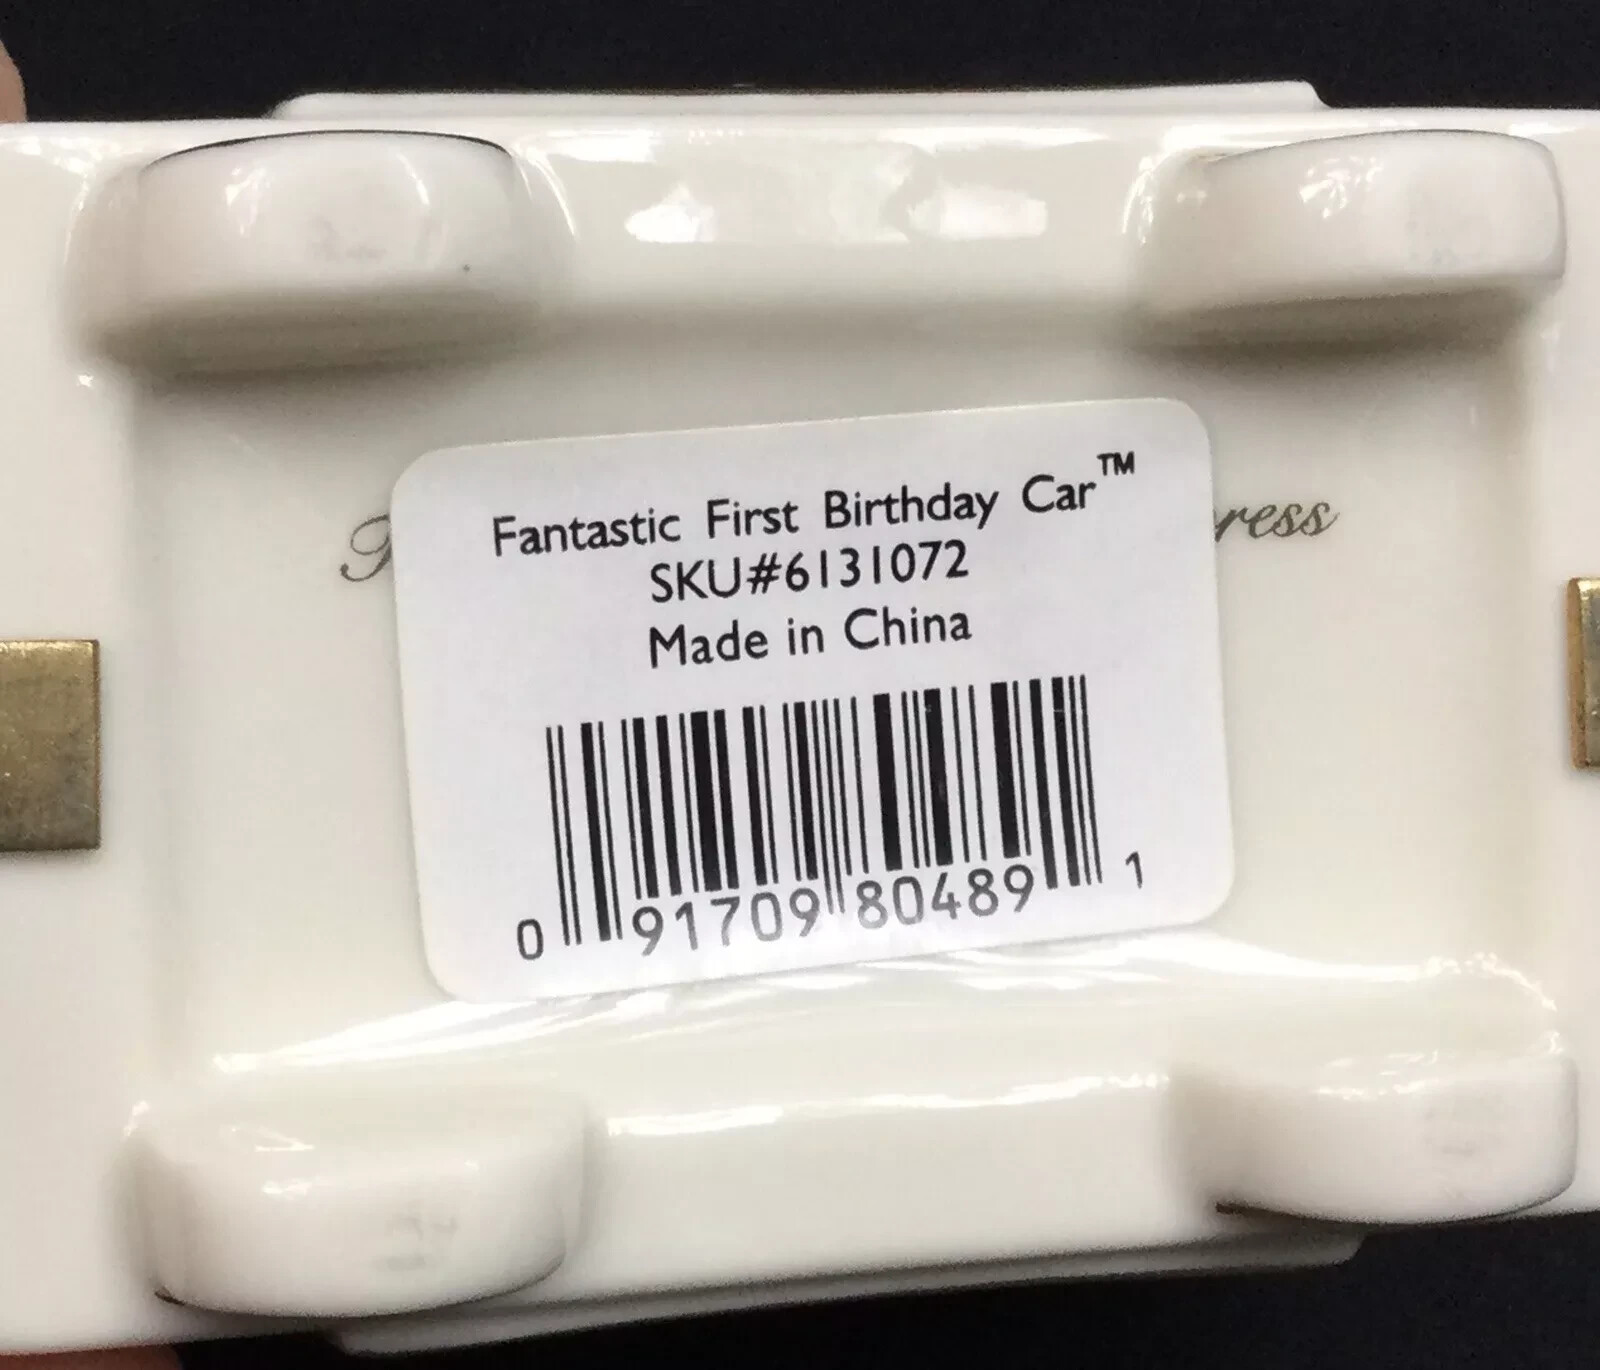 Fantastic First Birthday Car™
SKU#6131072
Made in China
0 91709 80489 1